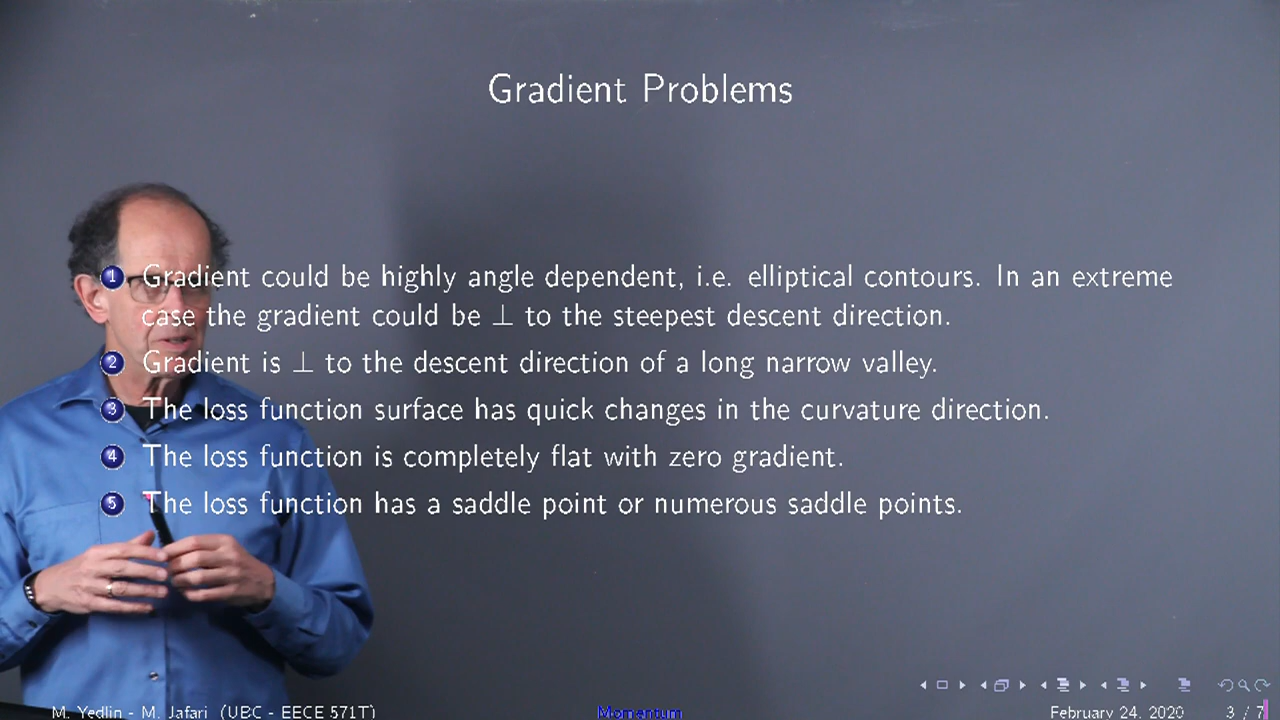 Gradient Problems
1 Gradient could be highly angle dependent, i.e. elliptical contours. In an extreme
case the gradient could be ⊥ to the steepest descent direction.
2 Gradient is ⊥ to the descent direction of a long narrow valley.
3 The loss function surface has quick changes in the curvature direction.
4 The loss function is completely flat with zero gradient.
5 The loss function has a saddle point or numerous saddle points.
M. Yedlin - M. Jafari (UBC - EECE 571T) Momentum February 24, 2020 3 / 7